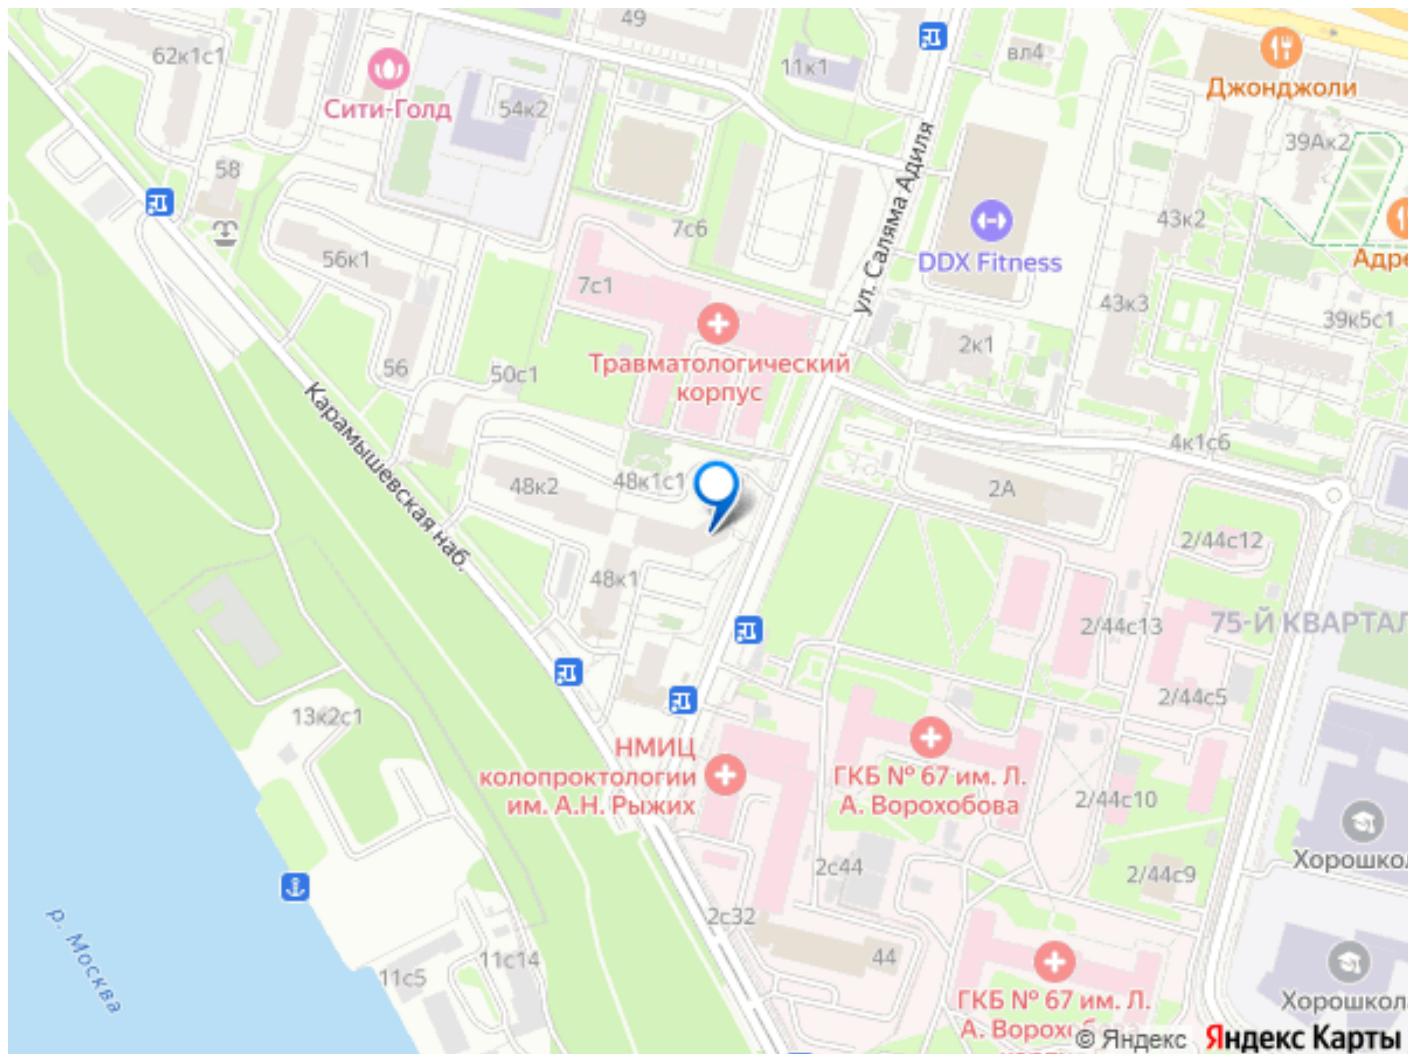 49
62к1с1
11к1
вл4
Джонджоли
Сити-Голд
54к2
39Ак2
58
ул. Саляма Адиля
7с6
43к2
56к1
DDX Fitness
Адре
7с1
43к3
39к5с1
2к1
Травматологический
корпус
56
50с1
Карамышевская наб.
4к1с6
48к2
48к1с1
2А
2/44с12
48к1
2/44с13
75-Й КВАРТАЛ
2/44с5
13к2с1
НМИЦ
колопроктологии
им. А.Н. Рыжих
ГКБ № 67 им. Л.
А. Ворохобова
2/44с10
Хорошкол
2с44
2/44с9
р. Москва
2с32
44
11с5
11с14
ГКБ № 67 им. Л.
А. Ворохобова
Хорошкола
© Яндекс
Яндекс Карты